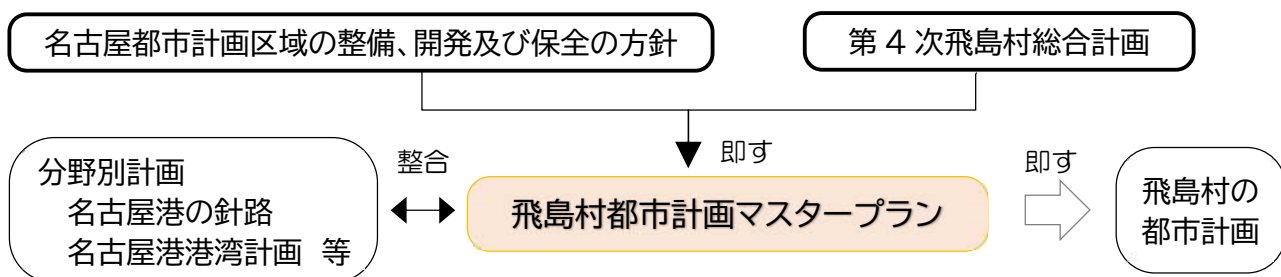 名古屋都市計画区域の整備、開発及び保全の方針
第4次飛島村総合計画
即す
整合
分野別計画
名古屋港の針路
名古屋港港湾計画 等
飛島村都市計画マスタープラン
即す
飛島村の
都市計画